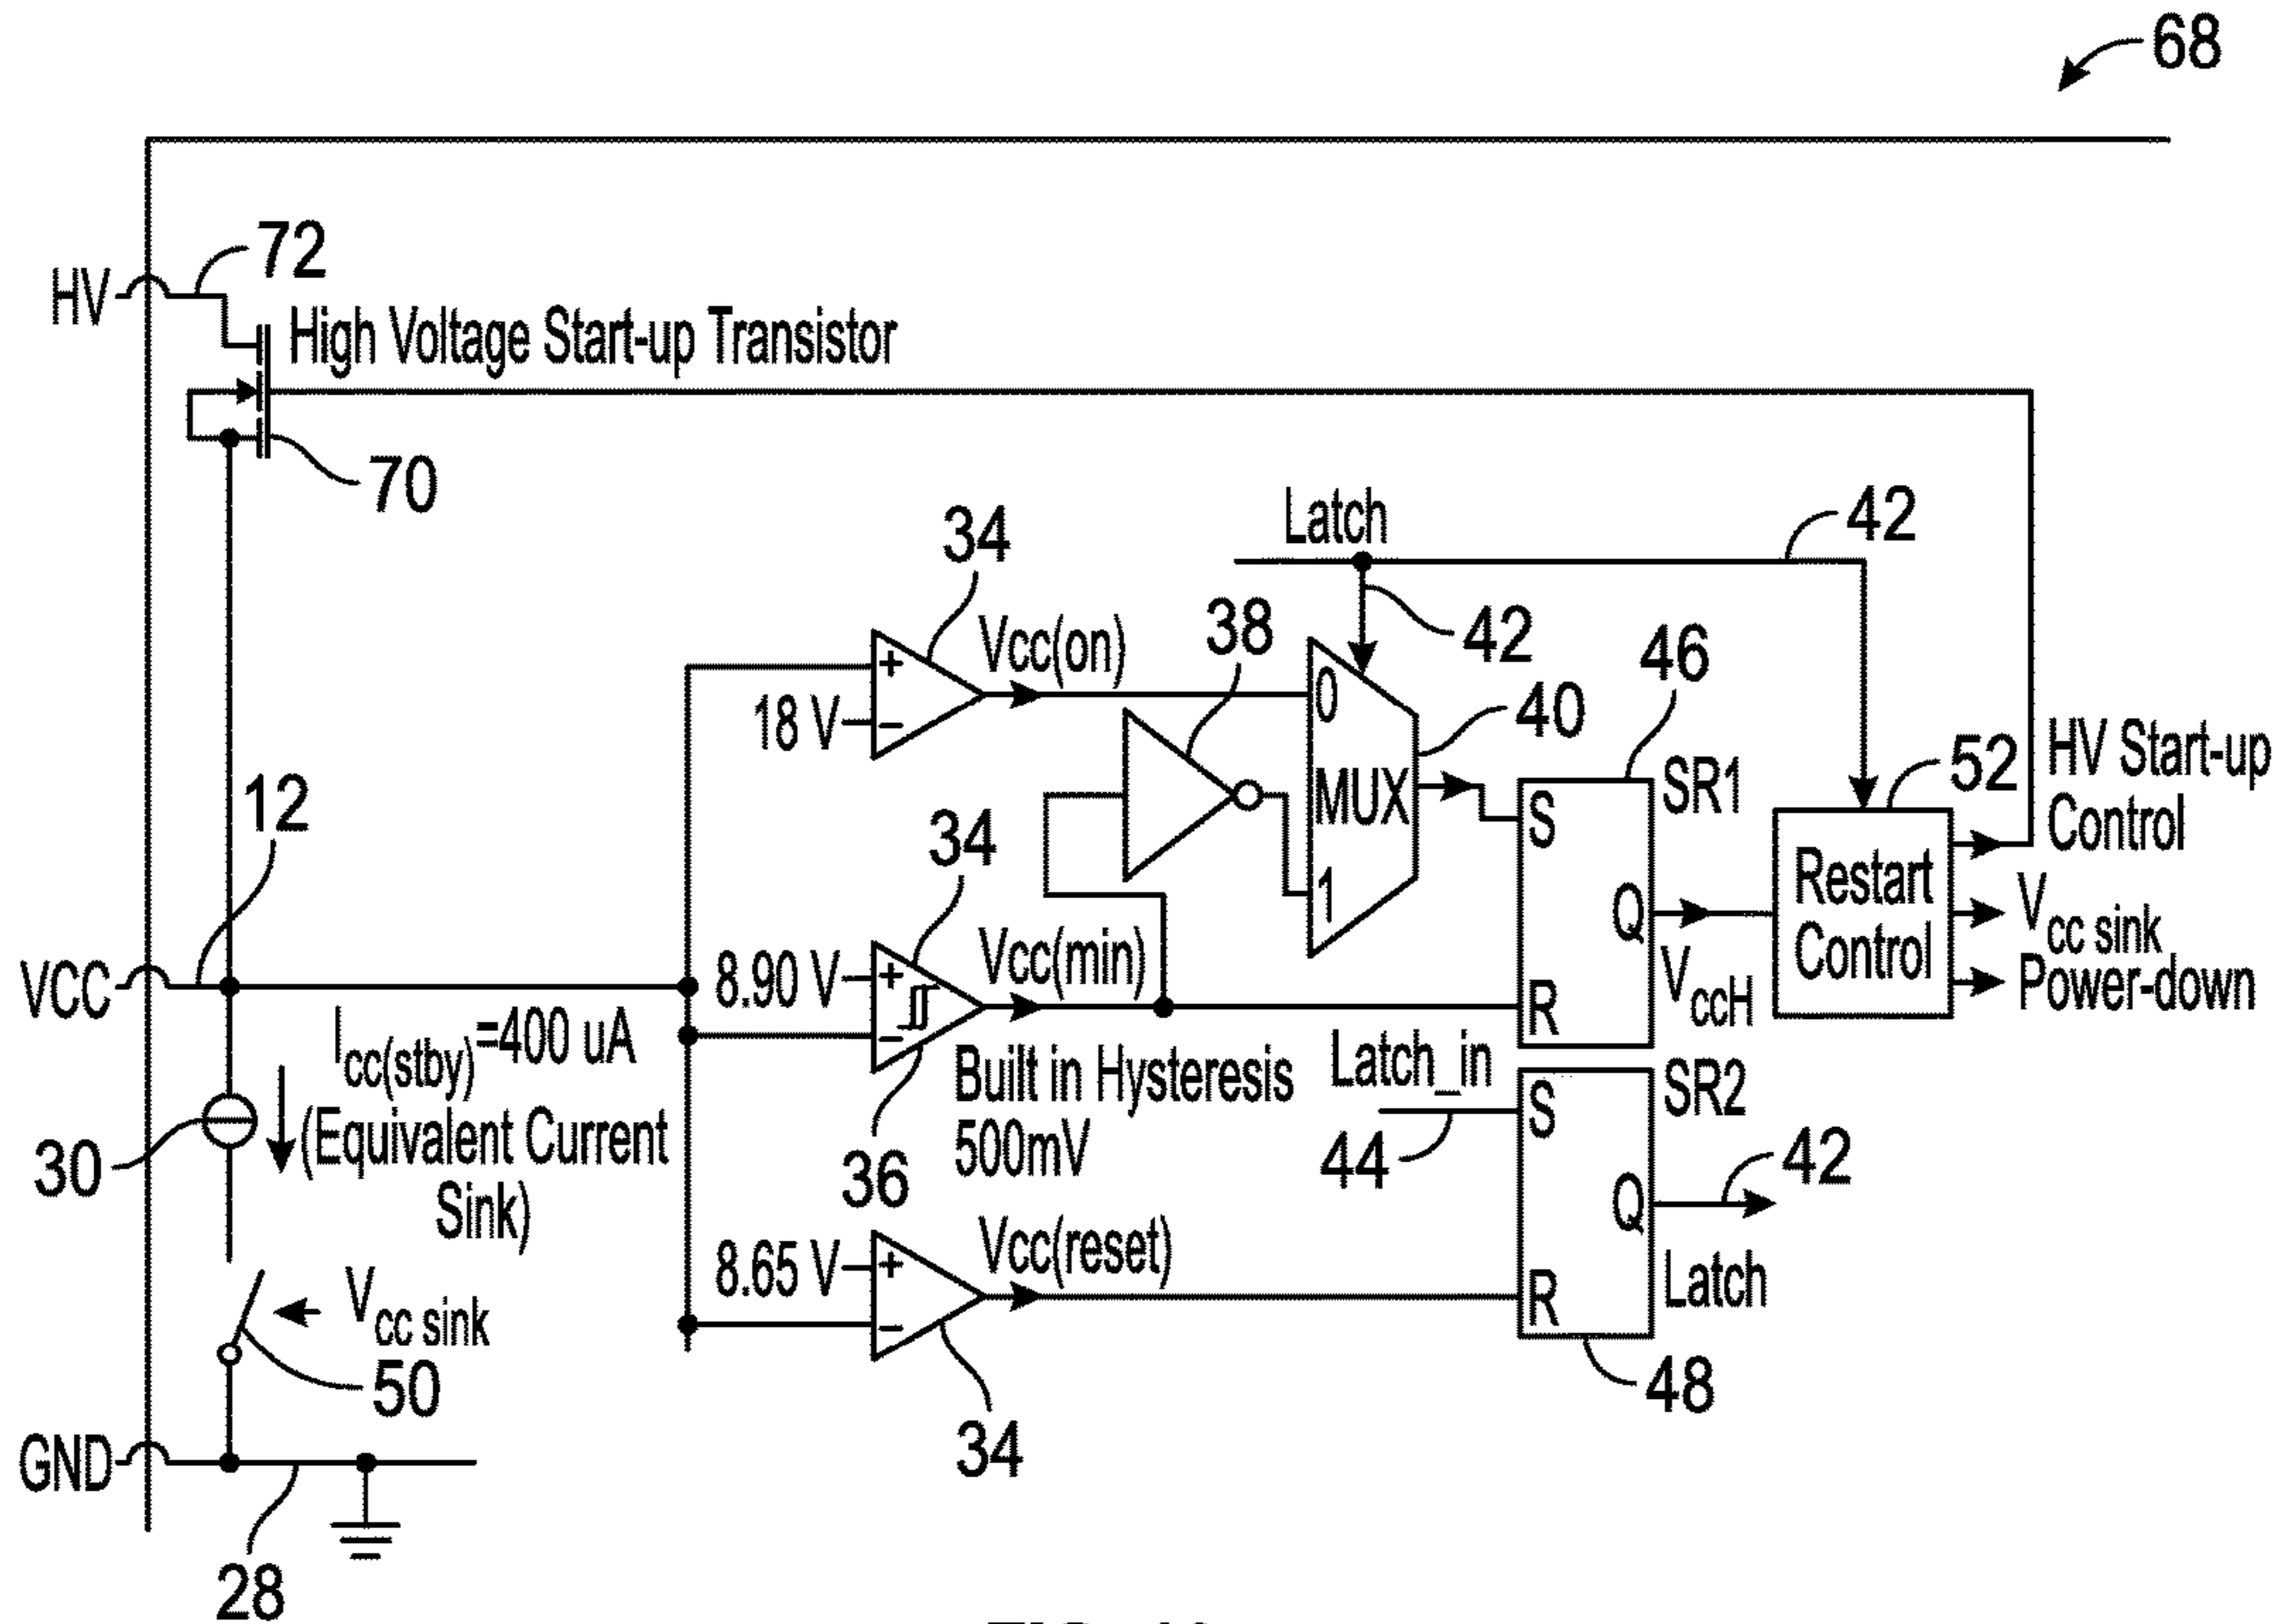 68
72
HV
High Voltage Start-up Transistor
70
Latch
42
34
Vcc(on)
38
42
46
+
18 V
−
0
40
SR1
HV Start-up
Control
52
MUX
S
12
34
1
Restart
Control
Q
VCC
8.90 V
+
−
Vcc(min)
R
VccH
Vcc sink
Power-down
Icc(stby)=400 uA
(Equivalent Current
Sink)
30
36
Built in Hysteresis
500mV
Latch_in
44
S
SR2
Q
42
Latch
R
48
Vcc(reset)
8.65 V
+
−
34
Vcc sink
50
GND
28